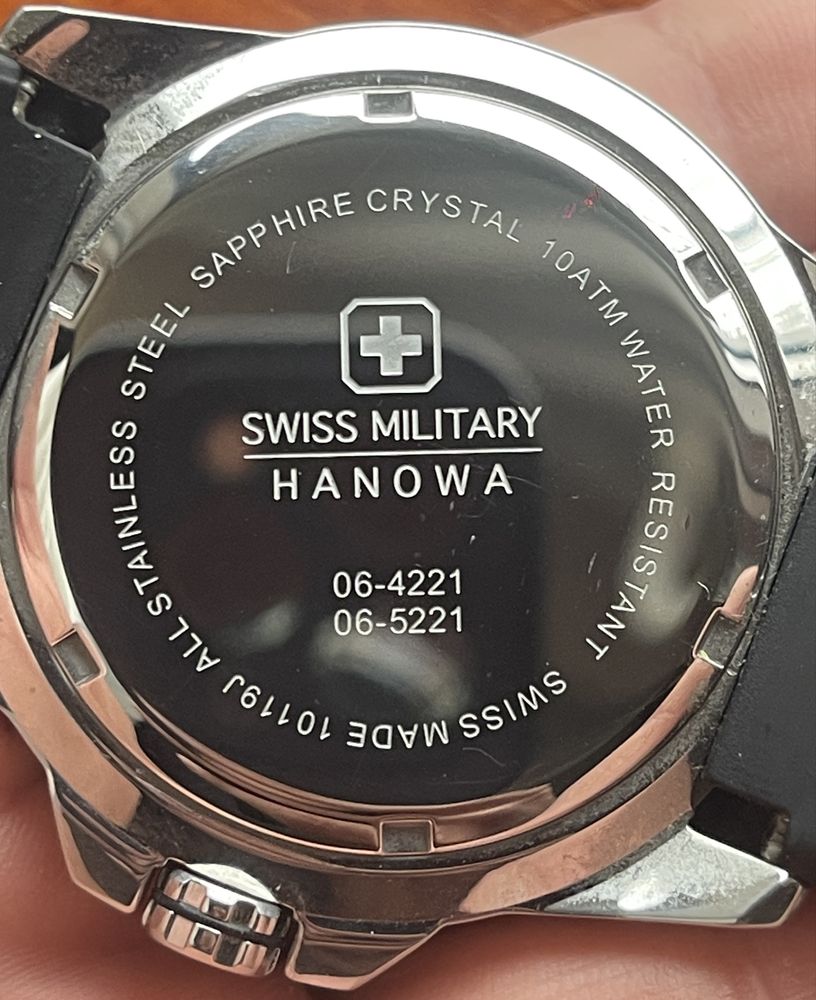 SWISS MILITARY
HANOWA
06-4221
06-5221
ALL STAINLESS STEEL SAPPHIRE CRYSTAL 10ATM WATER RESISTANT SWISS MADE 10119J